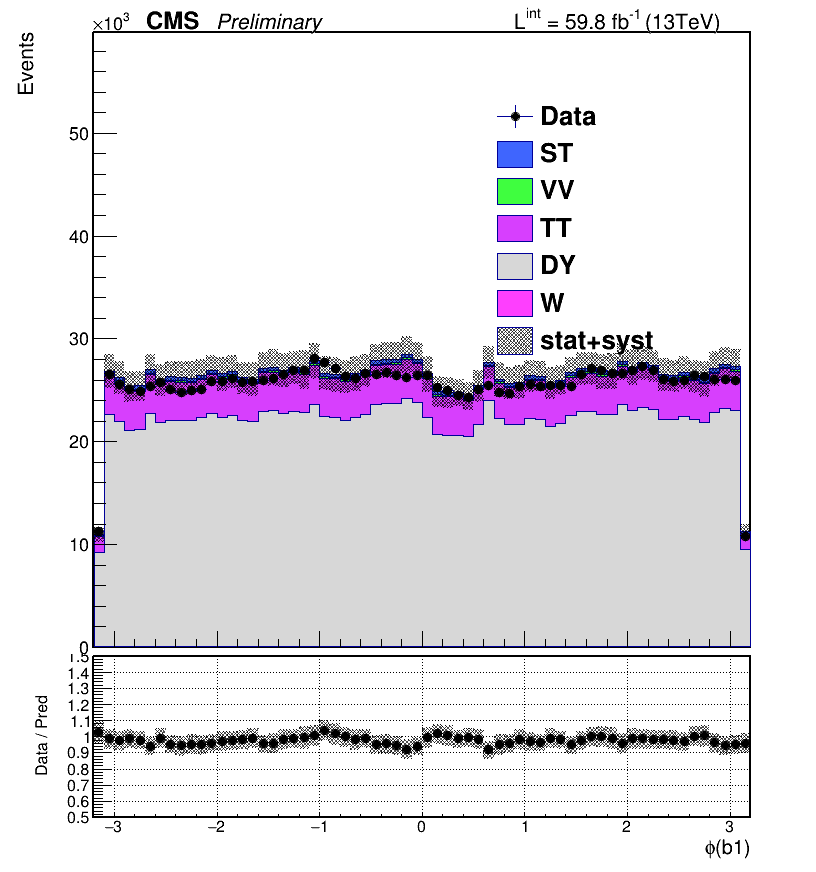 ×10³ CMS Preliminary L^int = 59.8 fb⁻¹ (13TeV)
Events
50
40
30
20
10
0
Data
ST
VV
TT
DY
W
stat+syst
Data / Pred
1.5
1.4
1.3
1.2
1.1
1
0.9
0.8
0.7
0.6
0.5
−3 −2 −1 0 1 2 3
ϕ(b1)